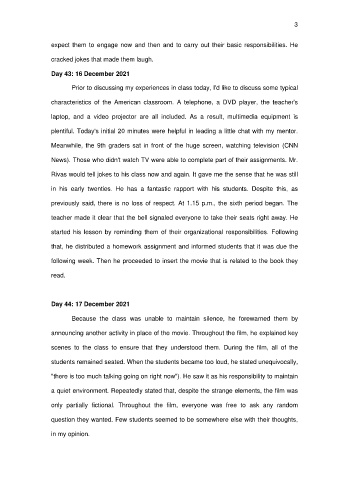 3
expect them to engage now and then and to carry out their basic responsibilities. He
cracked jokes that made them laugh.
Day 43: 16 December 2021
Prior to discussing my experiences in class today, I'd like to discuss some typical
characteristics of the American classroom. A telephone, a DVD player, the teacher's
laptop, and a video projector are all included. As a result, multimedia equipment is
plentiful. Today's initial 20 minutes were helpful in leading a little chat with my mentor.
Meanwhile, the 9th graders sat in front of the huge screen, watching television (CNN
News). Those who didn't watch TV were able to complete part of their assignments. Mr.
Rivas would tell jokes to his class now and again. It gave me the sense that he was still
in his early twenties. He has a fantastic rapport with his students. Despite this, as
previously said, there is no loss of respect. At 1.15 p.m., the sixth period began. The
teacher made it clear that the bell signaled everyone to take their seats right away. He
started his lesson by reminding them of their organizational responsibilities. Following
that, he distributed a homework assignment and informed students that it was due the
following week. Then he proceeded to insert the movie that is related to the book they
read.
Day 44: 17 December 2021
Because the class was unable to maintain silence, he forewarned them by
announcing another activity in place of the movie. Throughout the film, he explained key
scenes to the class to ensure that they understood them. During the film, all of the
students remained seated. When the students became too loud, he stated unequivocally,
"there is too much talking going on right now"). He saw it as his responsibility to maintain
a quiet environment. Repeatedly stated that, despite the strange elements, the film was
only partially fictional. Throughout the film, everyone was free to ask any random
question they wanted. Few students seemed to be somewhere else with their thoughts,
in my opinion.